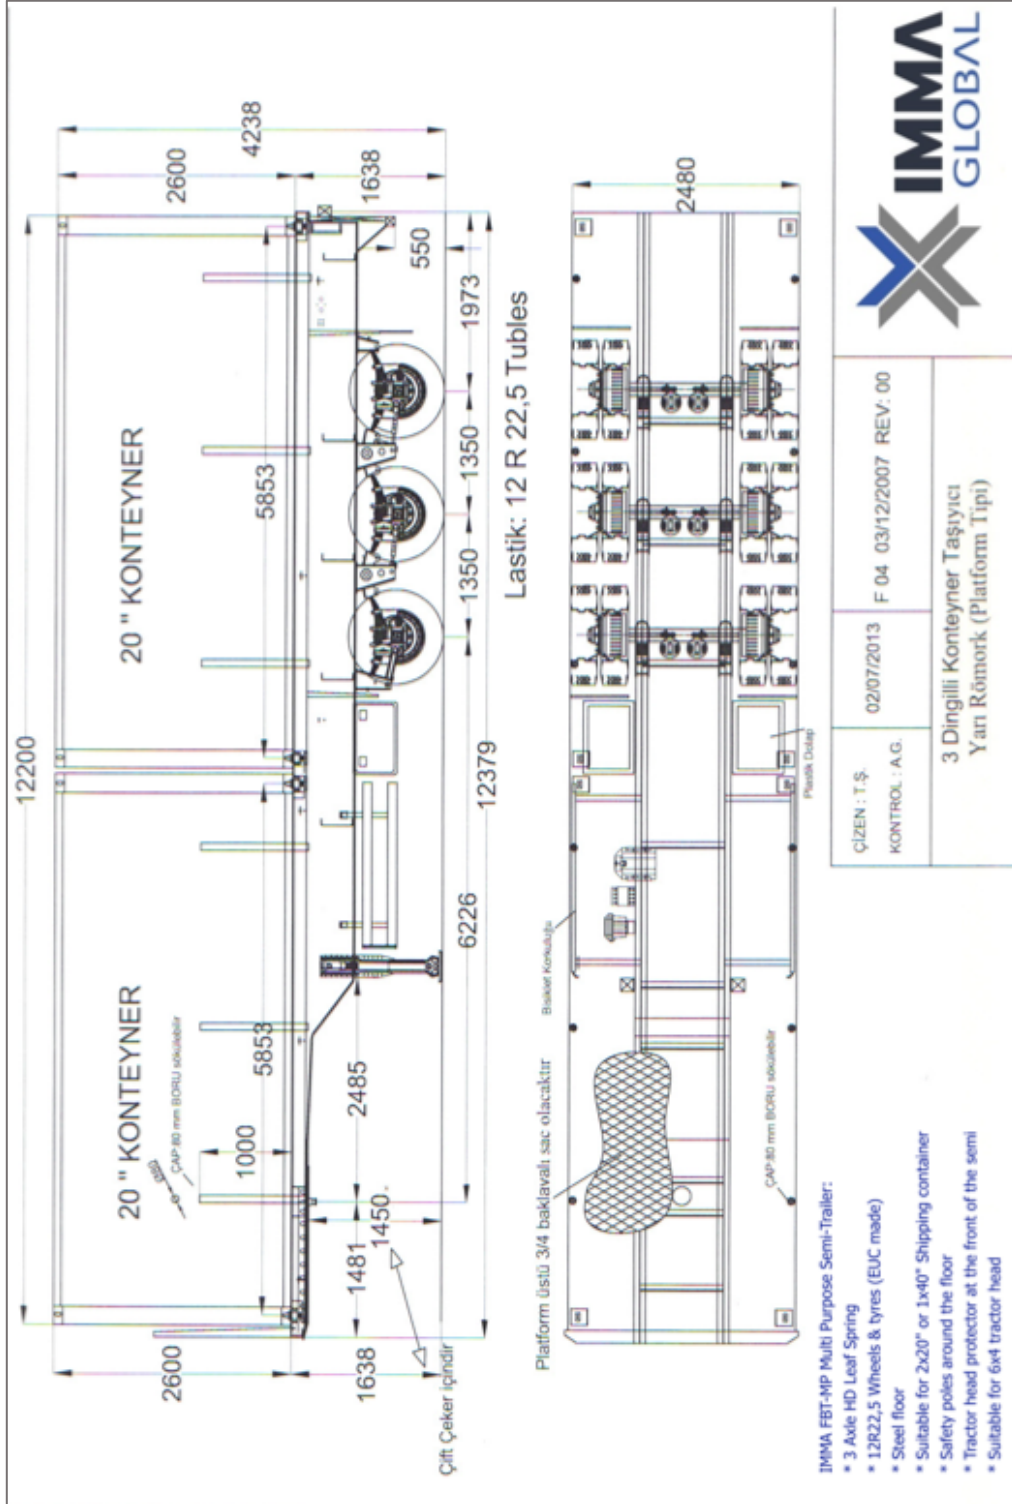 12200
2600
4238
2600
1638
20 " KONTEYNER
20 " KONTEYNER
5853
5853
ÇAP:80 mm BORU sökülebilir
1000
2600
1638
1481
1450
2485
6226
1350
1350
1973
550
12379
Çift Çeker içindir
Lastik: 12 R 22,5 Tubles
Platform üstü 3/4 baklavalı sac olacaktır
Bisiklet Korkuluğu
2480
ÇAP:80 mm BORU sökülebilir
Plastik Dolap
IMMA FBT-MP Multi Purpose Semi-Trailer:
* 3 Axle HD Leaf Spring
* 12R22,5 Wheels & tyres (EUC made)
* Steel floor
* Suitable for 2x20" or 1x40" Shipping container
* Safety poles around the floor
* Tractor head protector at the front of the semi
* Suitable for 6x4 tractor head
ÇİZEN : T.Ş.
KONTROL : A.G.
02/07/2013
F 04 03/12/2007 REV: 00
3 Dingilli Konteyner Taşıyıcı
Yarı Römork (Platform Tipi)
IMMA
GLOBAL